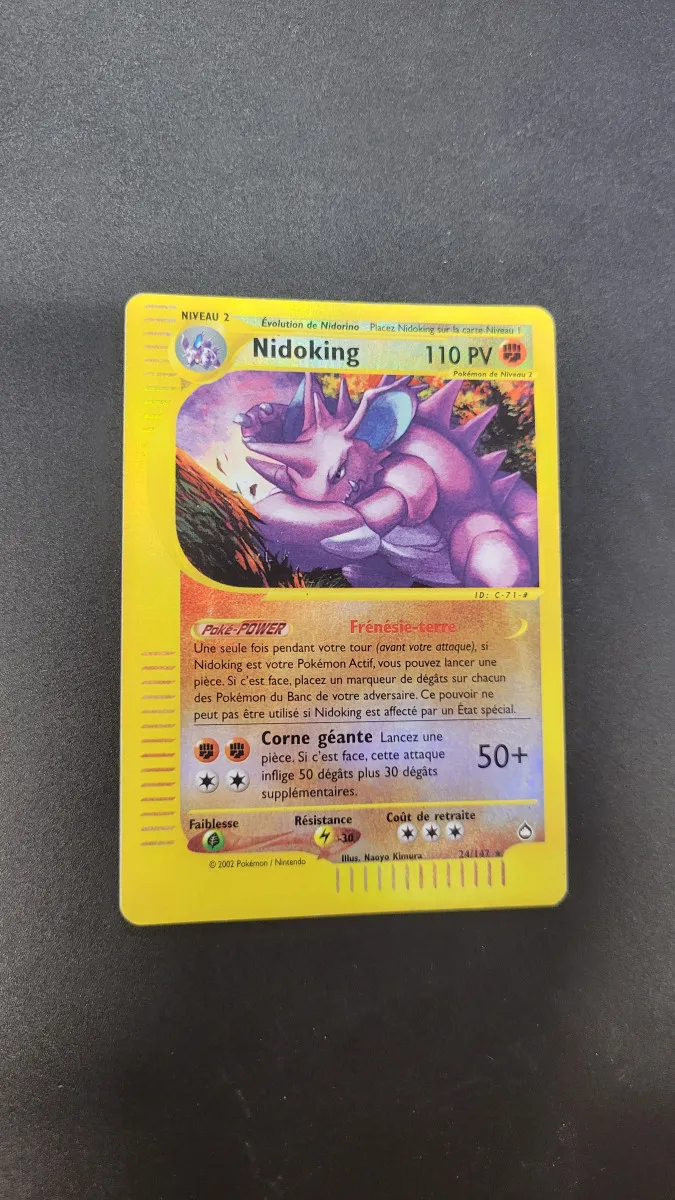 NIVEAU 2
Évolution de Nidorino Placez Nidoking sur la carte Niveau 1
Nidoking 110 PV
Pokémon de Niveau 2
ID: C-71-#
Poké-POWER Frénésie-terre
Une seule fois pendant votre tour (avant votre attaque), si
Nidoking est votre Pokémon Actif, vous pouvez lancer une
pièce. Si c'est face, placez un marqueur de dégâts sur chacun
des Pokémon du Banc de votre adversaire. Ce pouvoir ne
peut pas être utilisé si Nidoking est affecté par un État spécial.
Corne géante Lancez une
pièce. Si c'est face, cette attaque
inflige 50 dégâts plus 30 dégâts
supplémentaires.
50+
Faiblesse Résistance Coût de retraite
-30
© 2002 Pokémon / Nintendo Illus. Naoyo Kimura 24/147 ★